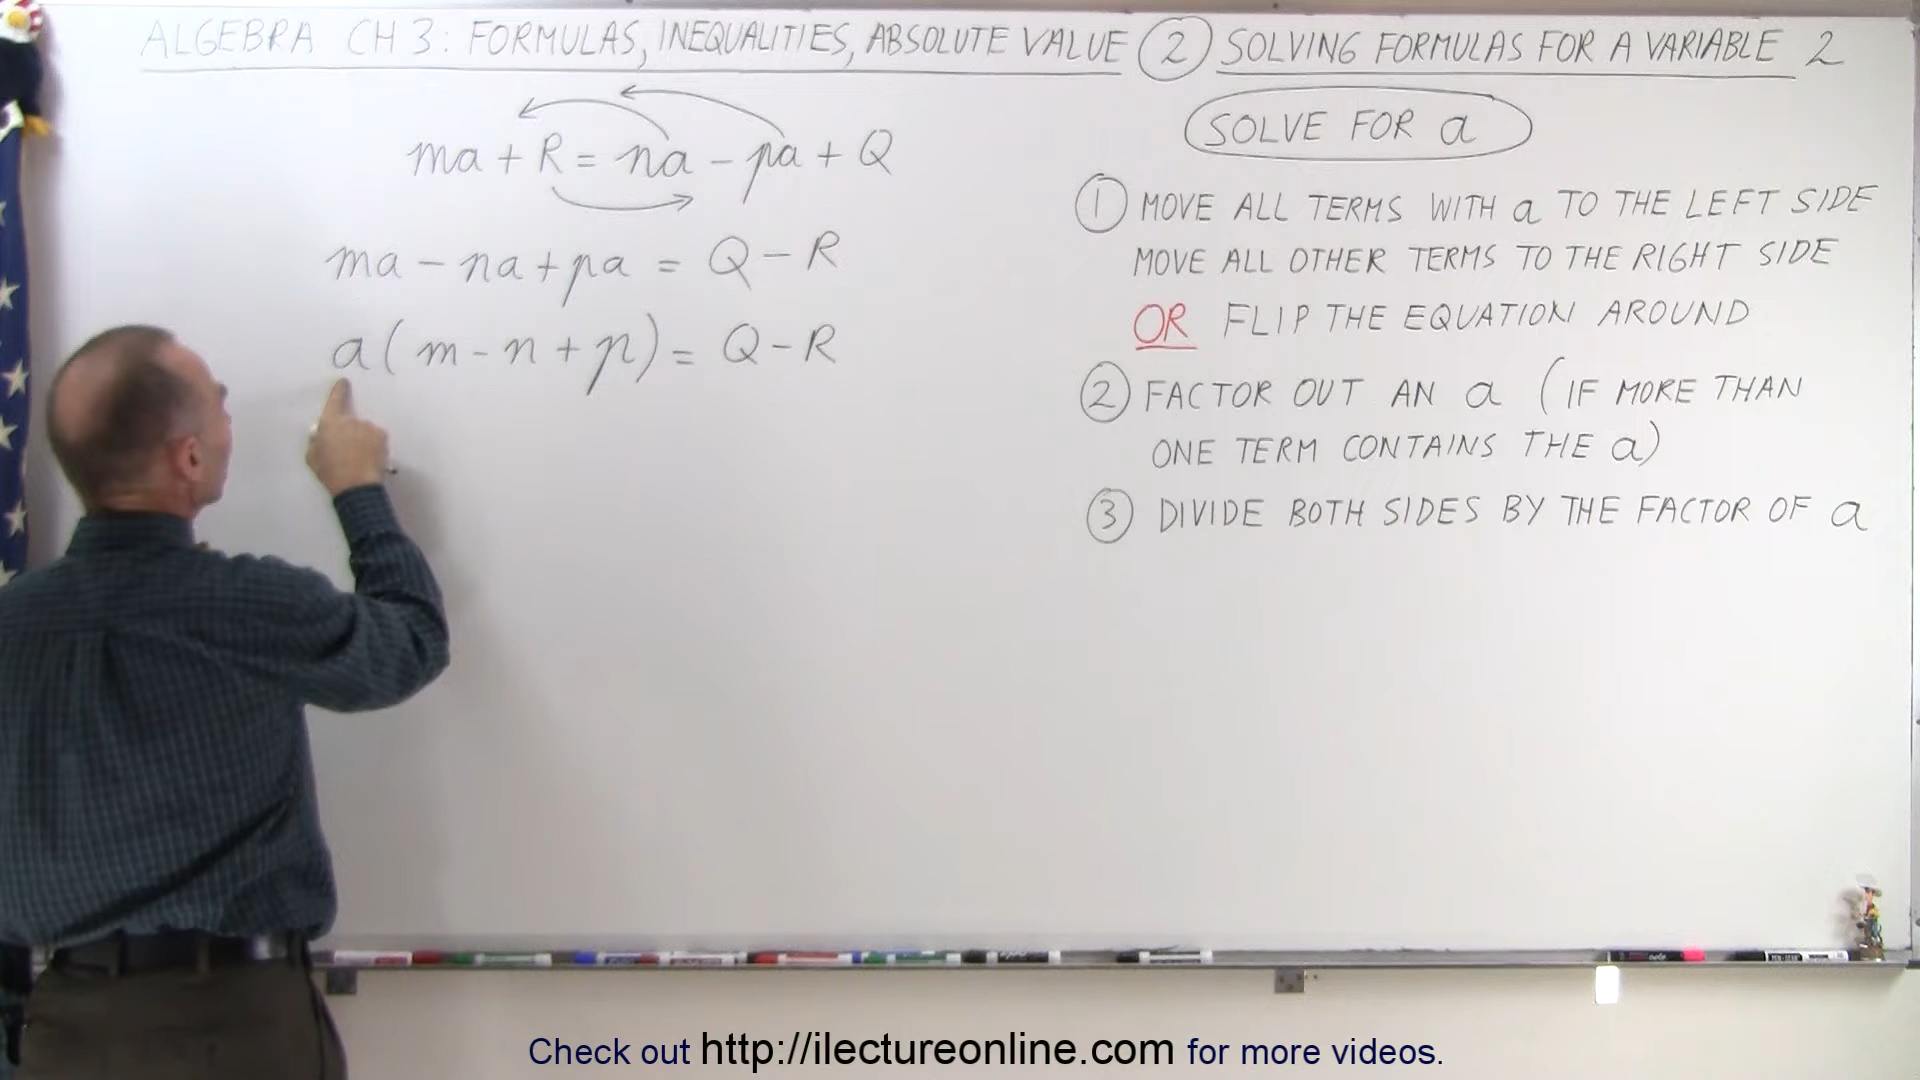 ALGEBRA CH 3: FORMULAS, INEQUALITIES, ABSOLUTE VALUE ② SOLVING FORMULAS FOR A VARIABLE 2
ma + R = na - pa + Q
ma - na + pa = Q - R
a(m - n + p) = Q - R
SOLVE FOR a
① MOVE ALL TERMS WITH a TO THE LEFT SIDE
MOVE ALL OTHER TERMS TO THE RIGHT SIDE
OR FLIP THE EQUATION AROUND
② FACTOR OUT AN a (IF MORE THAN
ONE TERM CONTAINS THE a)
③ DIVIDE BOTH SIDES BY THE FACTOR OF a
Check out http://ilectureonline.com for more videos.